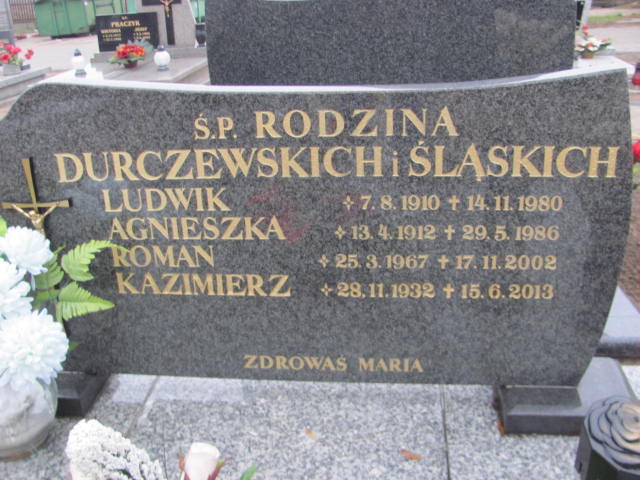 PRACZYK
Ś.P. RODZINA
DURCZEWSKICH i ŚLĄSKICH
LUDWIK ✧ 7. 8. 1910 ✝ 14. 11. 1980
AGNIESZKA ✧ 13. 4. 1912 ✝ 29. 5. 1986
ROMAN ✧ 25. 3. 1967 ✝ 17. 11. 2002
KAZIMIERZ ✧ 28. 11. 1932 ✝ 15. 6. 2013
ZDROWAŚ MARIA